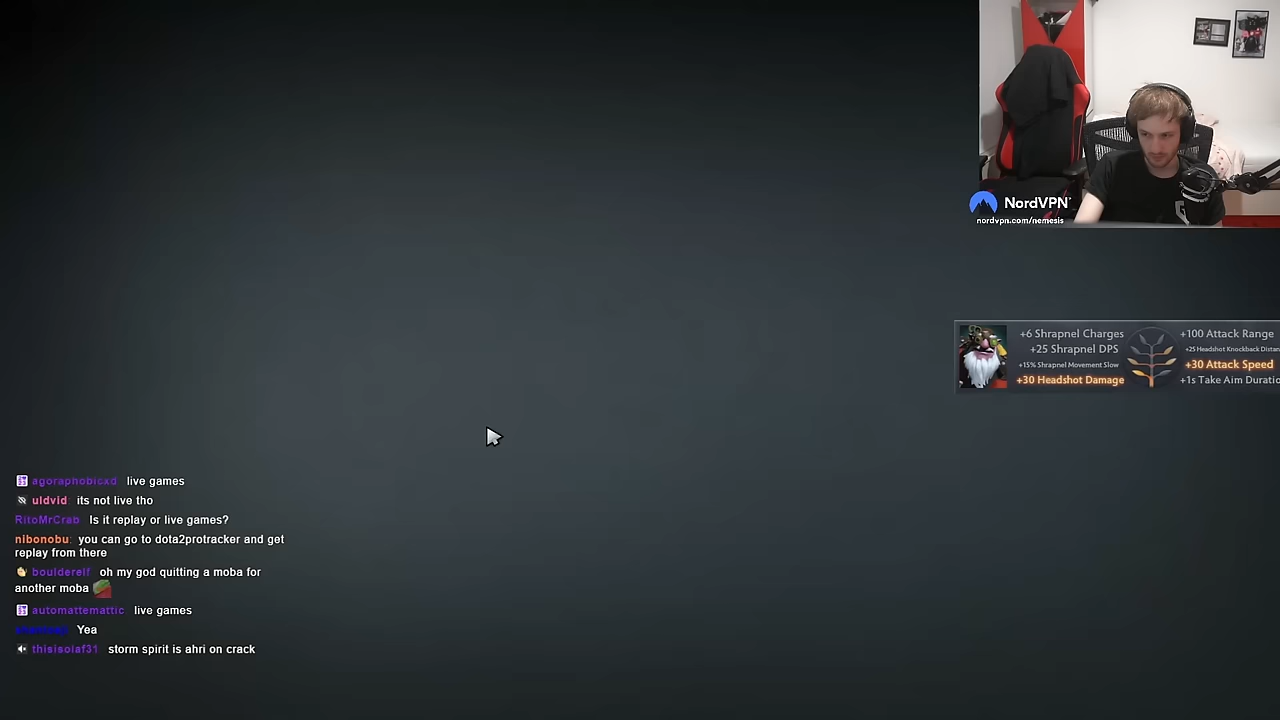 NordVPN
nordvpn.com/nemesis
+6 Shrapnel Charges
+100 Attack Range
+25 Shrapnel DPS
+25 Headshot Knockback Distan
+15% Shrapnel Movement Slow
+30 Attack Speed
+30 Headshot Damage
+1s Take Aim Duratio
agoraphobicxd live games
uldvid its not live tho
RitoMrCrab Is it replay or live games?
nibonobu: you can go to dota2protracker and get
replay from there
boulderelf oh my god quitting a moba for
another moba
automattematic live games
Yea
thisisolaf31 storm spirit is ahri on crack